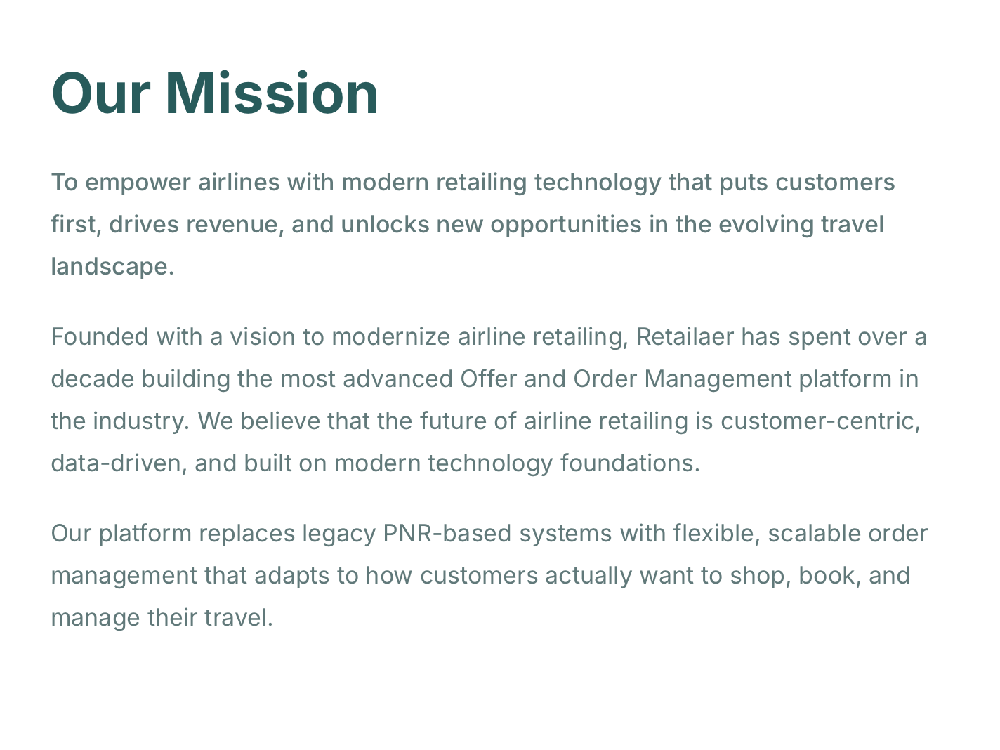 Our Mission
To empower airlines with modern retailing technology that puts customers
first, drives revenue, and unlocks new opportunities in the evolving travel
landscape.
Founded with a vision to modernize airline retailing, Retailaer has spent over a
decade building the most advanced Offer and Order Management platform in
the industry. We believe that the future of airline retailing is customer-centric,
data-driven, and built on modern technology foundations.
Our platform replaces legacy PNR-based systems with flexible, scalable order
management that adapts to how customers actually want to shop, book, and
manage their travel.